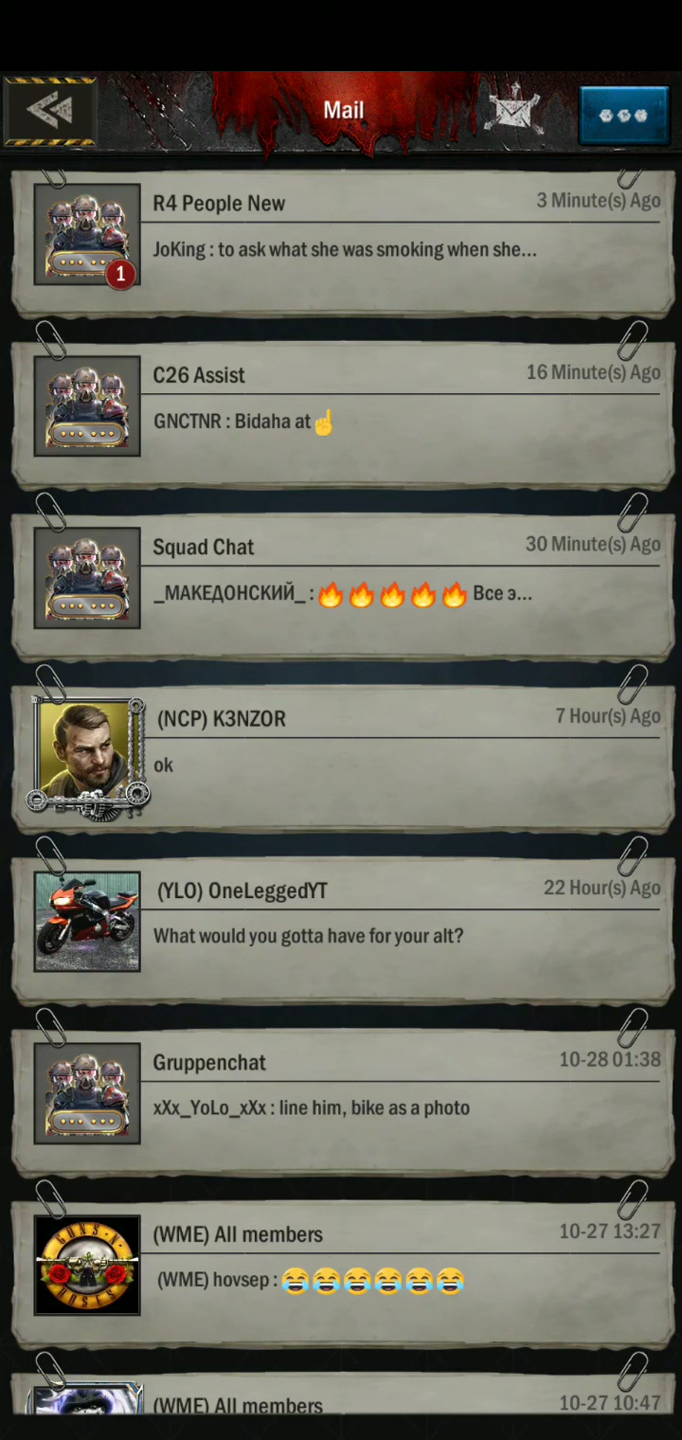 Mail
R4 People New
3 Minute(s) Ago
JoKing : to ask what she was smoking when she...
1
C26 Assist
16 Minute(s) Ago
GNCTNR : Bidaha at☝️
Squad Chat
30 Minute(s) Ago
_МАКЕДОНСКИЙ_ : 🔥🔥🔥🔥🔥 Все э...
(NCP) K3NZOR
7 Hour(s) Ago
ok
(YLO) OneLeggedYT
22 Hour(s) Ago
What would you gotta have for your alt?
Gruppenchat
10-28 01:38
xXx_YoLo_xXx : line him, bike as a photo
(WME) All members
10-27 13:27
GUNS N'
ROSES
(WME) hovsep : 😂😂😂😂😂😂
(WME) All members
10-27 10:47